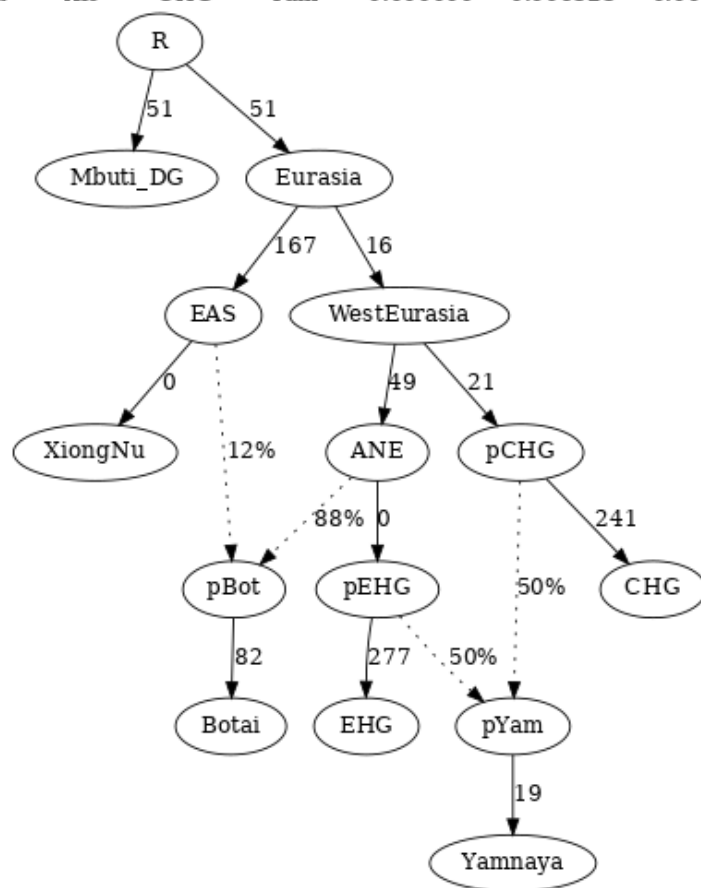 R
51
51
Mbuti_DG
Eurasia
167
16
EAS
WestEurasia
0
49
21
XiongNu
12%
ANE
pCHG
88%
0
241
pBot
pEHG
50%
CHG
82
277
50%
Botai
EHG
pYam
19
Yamnaya